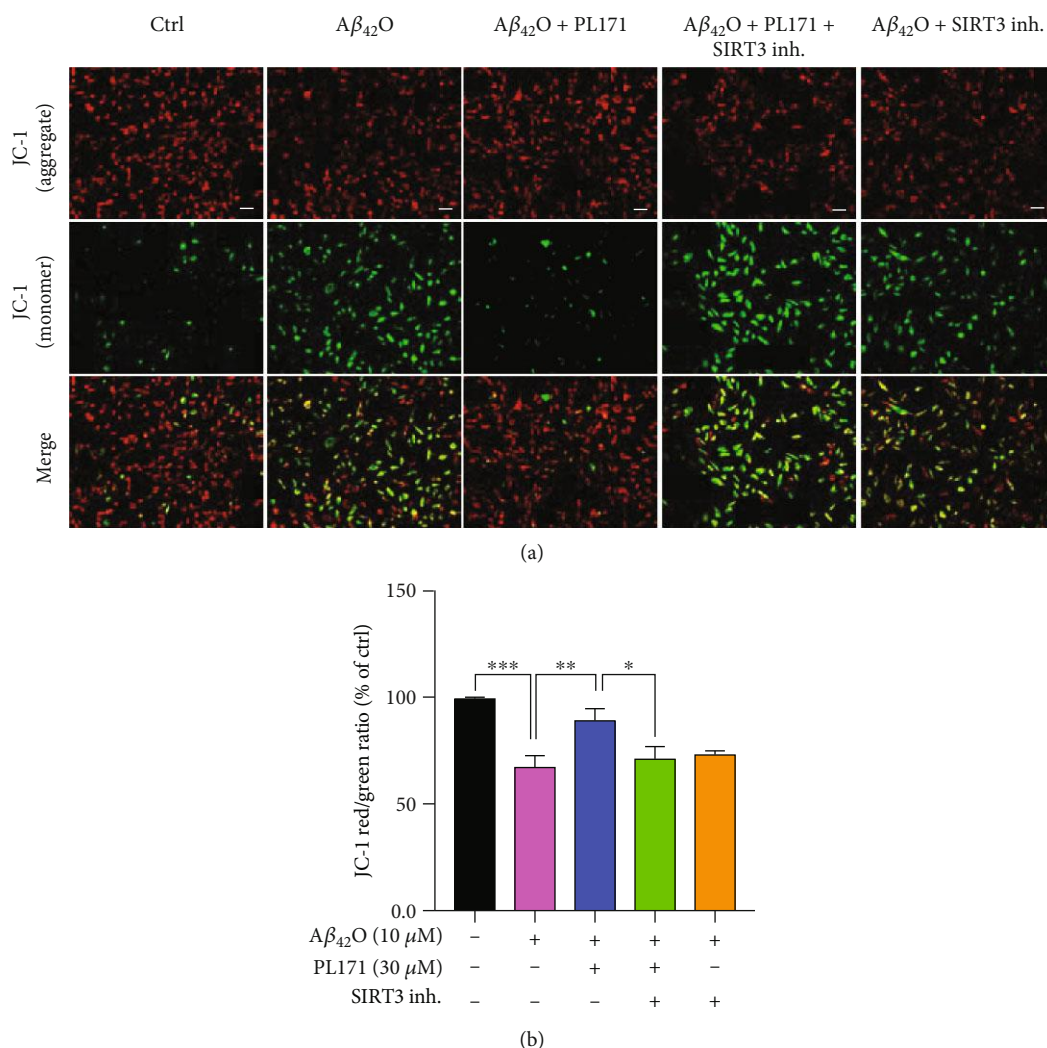 Ctrl
Aβ₄₂O
Aβ₄₂O + PL171
Aβ₄₂O + PL171 +
SIRT3 inh.
Aβ₄₂O + SIRT3 inh.
JC-1
(aggregate)
JC-1
(monomer)
Merge
(a)
JC-1 red/green ratio (% of ctrl)
150
100
50
0.0
*** ** *
Aβ₄₂O (10 μM) – + + + +
PL171 (30 μM) – – + + –
SIRT3 inh. – – – + +
(b)